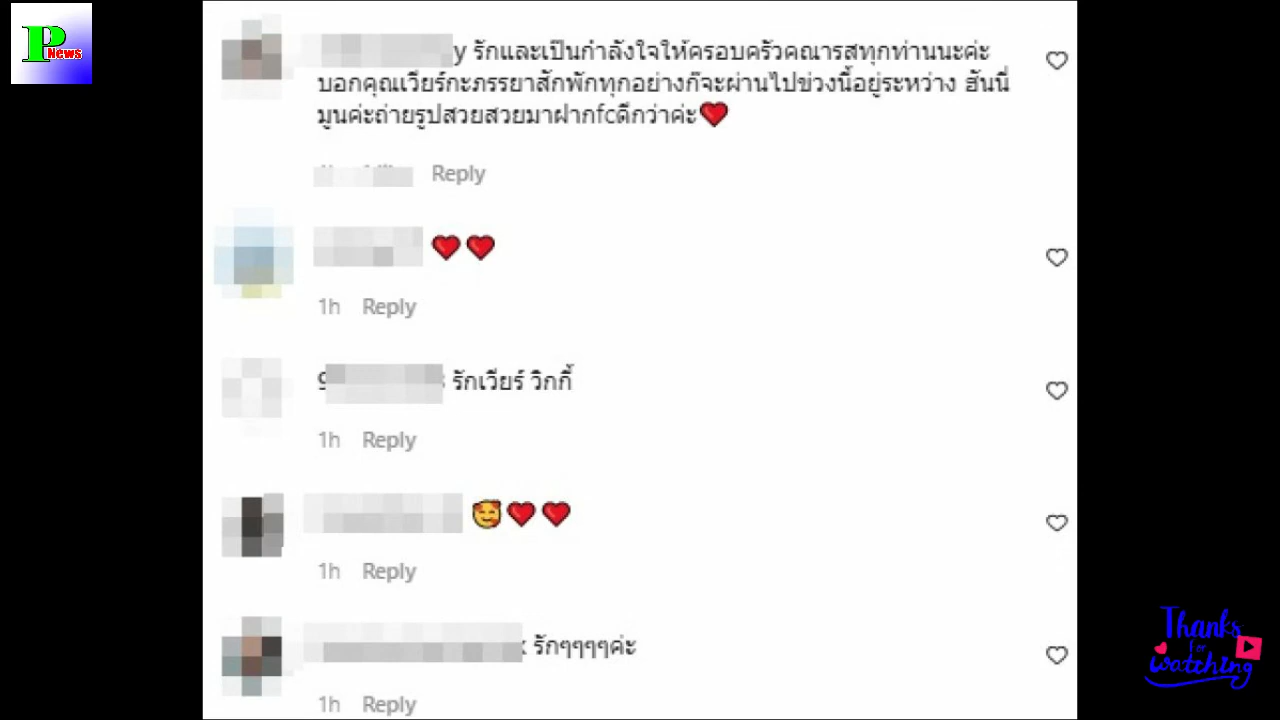 P
News
y รักและเป็นกำลังใจให้ครอบครัวคณารสทุกท่านนะค่ะ
บอกคุณเวียร์กะภรรยาสักพักทุกอย่างก๊จะผ่านไปข่วงนี้อยู่ระหว่าง ฮันนี่
มูนค่ะถ่ายรูปสวยสวยมาฝากfcดีกว่าค่ะ❤️
Reply
❤️❤️
1h Reply
9 รักเวียร์ วิกกี้
1h Reply
🥰❤️❤️
1h Reply
รักๆๆๆๆค่ะ
1h Reply
Thanks
for
watching